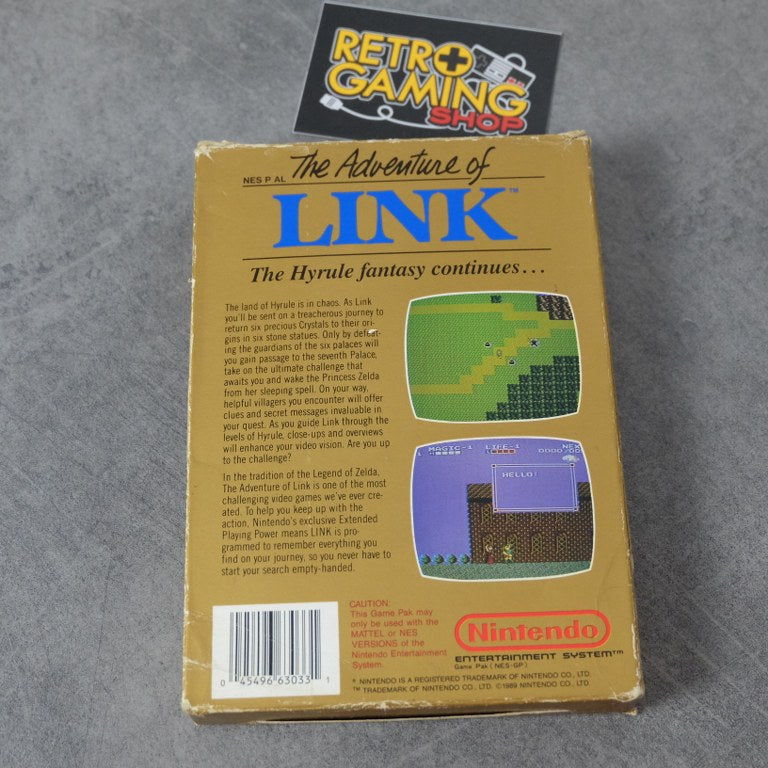 RETRO
GAMING
SHOP
The Adventure of
NES P AL
LINK™
The Hyrule fantasy continues...
The land of Hyrule is in chaos. As Link
you'll be sent on a treacherous journey to
return six precious Crystals to their ori-
gins in six stone statues. Only by defeat-
ing the guardians of the six palaces will
you gain passage to the seventh Palace,
take on the ultimate challenge that
awaits you and wake the Princess Zelda
from her sleeping spell. On your way,
helpful villagers you encounter will offer
clues and secret messages invaluable in
your quest. As you guide Link through the
levels of Hyrule, close-ups and overviews
will enhance your video vision. Are you up
to the challenge?
In the tradition of the Legend of Zelda,
The Adventure of Link is one of the most
challenging video games we've ever cre-
ated. To help you keep up with the
action, Nintendo's exclusive Extended
Playing Power means LINK is pro-
grammed to remember everything you
find on your journey, so you never have to
start your search empty-handed.
MAGIC-1 LIFE-1 NEX
0000/00
HELLO!
0 45496 63033 1
CAUTION:
This Game Pak may
only be used with the
MATTEL or NES
VERSIONS of the
Nintendo Entertainment
System.
Nintendo
ENTERTAINMENT SYSTEM™
Game Pak (NES-GP)
® NINTENDO IS A REGISTERED TRADEMARK OF NINTENDO CO., LTD.
™ TRADEMARK OF NINTENDO CO., LTD. ©1989 NINTENDO CO., LTD.